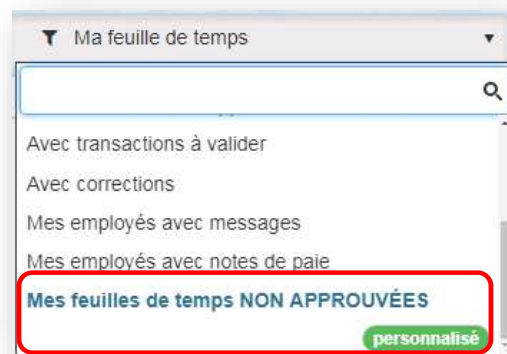 Ma feuille de temps
Avec transactions à valider
Avec corrections
Mes employés avec messages
Mes employés avec notes de paie
Mes feuilles de temps NON APPROUVÉES
personnalisé